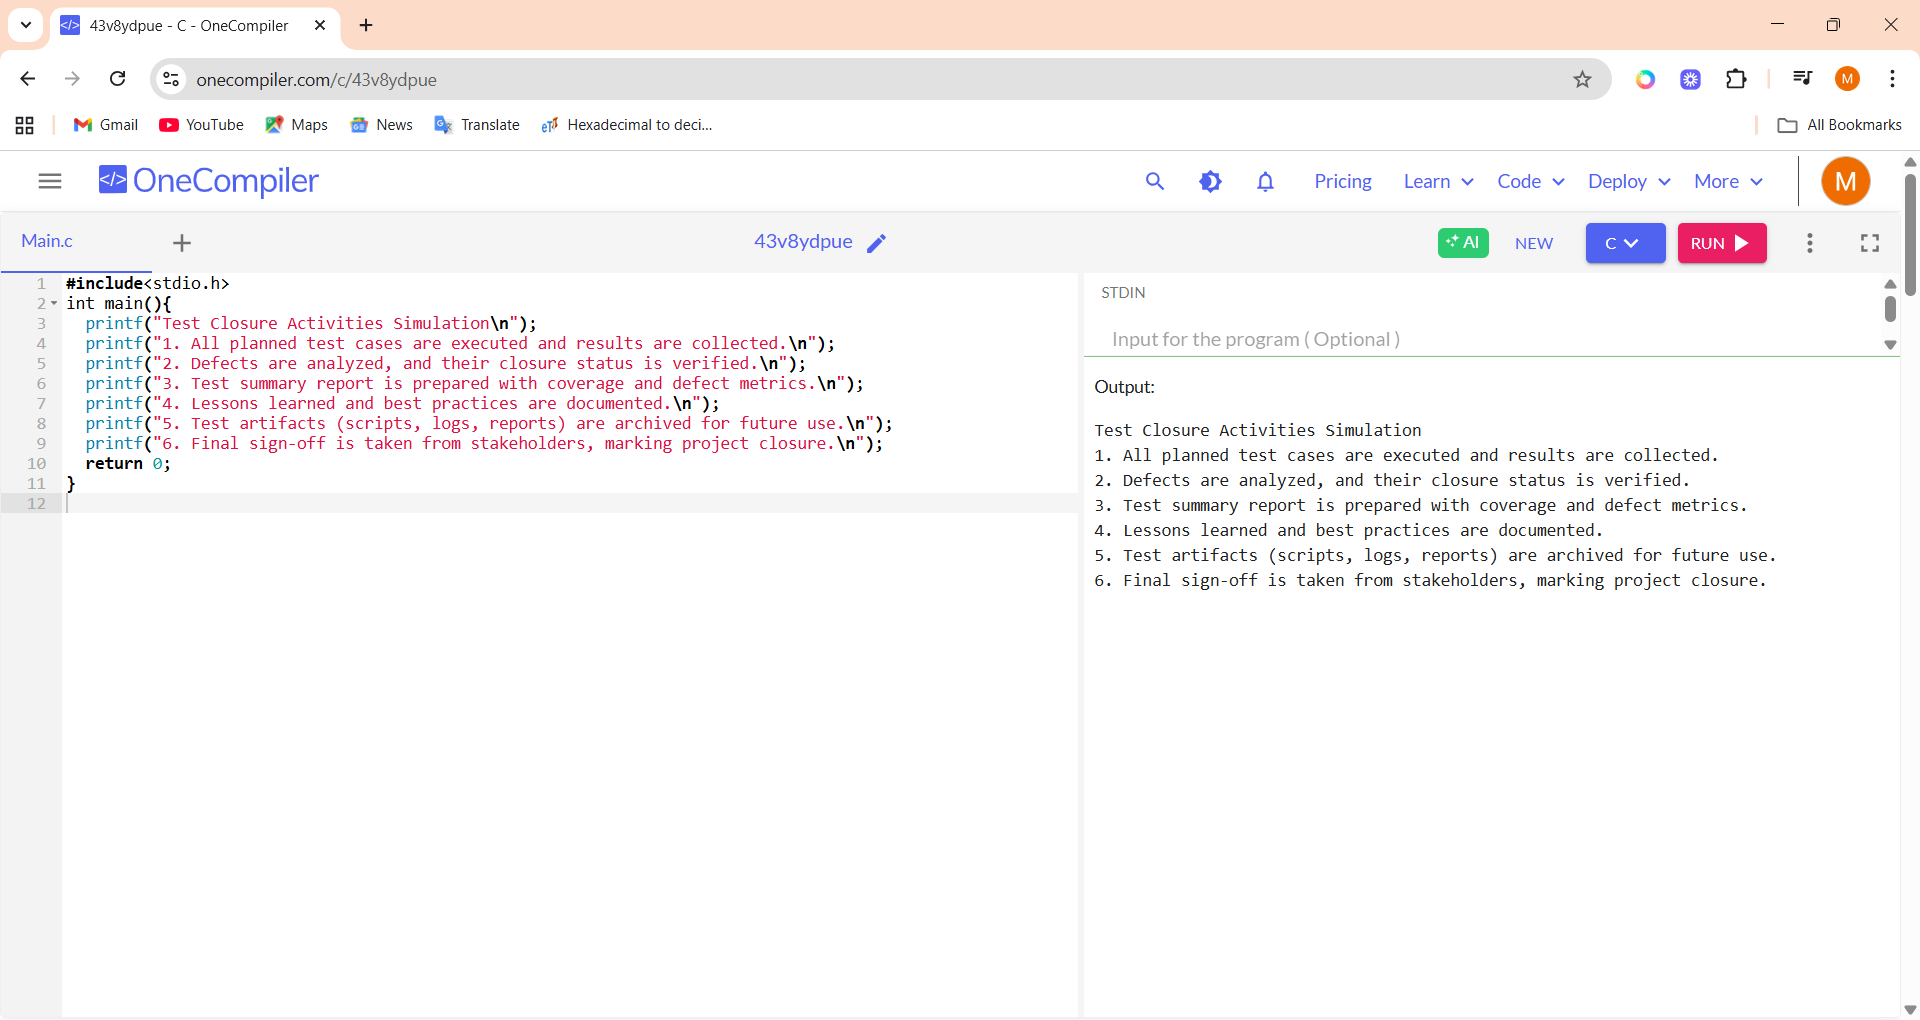 43v8ydpue - C - OneCompiler
onecompiler.com/c/43v8ydpue
M
Gmail
YouTube
Maps
News
Translate
Hexadecimal to deci...
All Bookmarks
</> OneCompiler
Pricing
Learn
Code
Deploy
More
M
Main.c
43v8ydpue
AI
NEW
C
RUN
1 #include<stdio.h>
2 int main(){
3 printf("Test Closure Activities Simulation\n");
4 printf("1. All planned test cases are executed and results are collected.\n");
5 printf("2. Defects are analyzed, and their closure status is verified.\n");
6 printf("3. Test summary report is prepared with coverage and defect metrics.\n");
7 printf("4. Lessons learned and best practices are documented.\n");
8 printf("5. Test artifacts (scripts, logs, reports) are archived for future use.\n");
9 printf("6. Final sign-off is taken from stakeholders, marking project closure.\n");
10 return 0;
11 }
12
STDIN
Input for the program ( Optional )
Output:
Test Closure Activities Simulation
1. All planned test cases are executed and results are collected.
2. Defects are analyzed, and their closure status is verified.
3. Test summary report is prepared with coverage and defect metrics.
4. Lessons learned and best practices are documented.
5. Test artifacts (scripts, logs, reports) are archived for future use.
6. Final sign-off is taken from stakeholders, marking project closure.